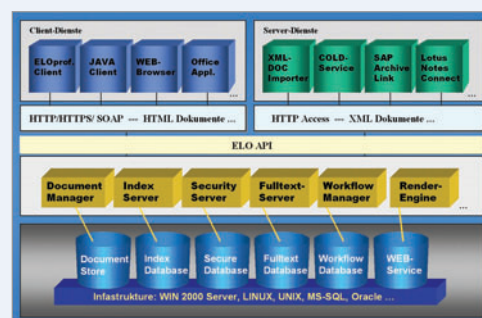 Client-Dienste
ELOprof.
Client
JAVA
Client
WEB-
Browser
Office
Appl.
...
HTTP/HTTPS/ SOAP --- HTML Dokumente ...
Server-Dienste
XML-
DOC
Importer
COLD-
Service
SAP
Archive
Link
Lotus
Notes
Connect
...
HTTP Access --- XML Dokumente ...
ELO API
Document
Manager
Index
Server
Security
Server
Fulltext-
Server
Workflow
Manager
Render-
Engine
...
Document
Store
Index
Database
Secure
Database
Fulltext
Database
Workflow
Database
WEB-
Service
Infastrukture: WIN 2000 Server, LINUX, UNIX, MS-SQL, Oracle ...